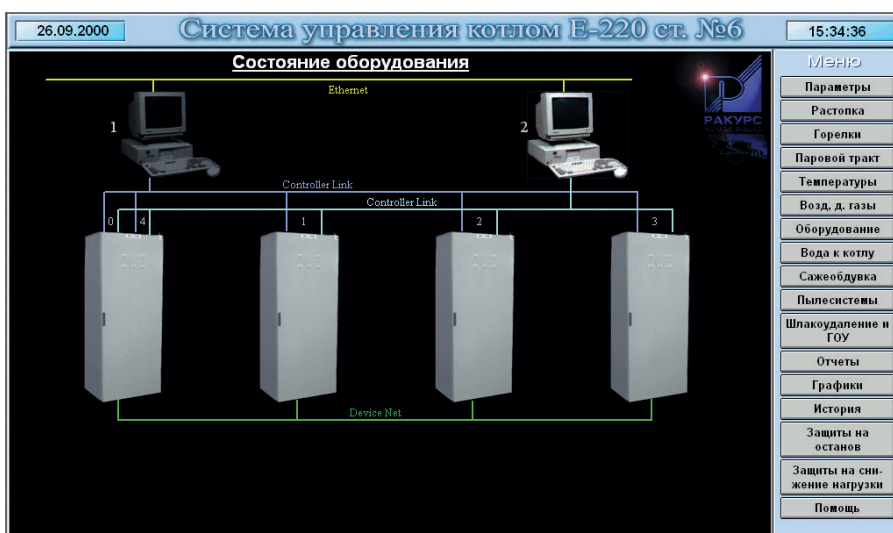 26.09.2000
Система управления котлом Е-220 ст. №6
15:34:36
Состояние оборудования
Ethernet
1
2
РАКУРС
Controller Link
Controller Link
0
4
1
2
3
Device Net
Меню
Параметры
Растопка
Горелки
Паровой тракт
Температуры
Возд, д. газы
Оборудование
Вода к котлу
Сажеобдувка
Пылесистемы
Шлакоудаление и
ГОУ
Отчеты
Графики
История
Защиты на
останов
Защиты на сни-
жение нагрузки
Помощь